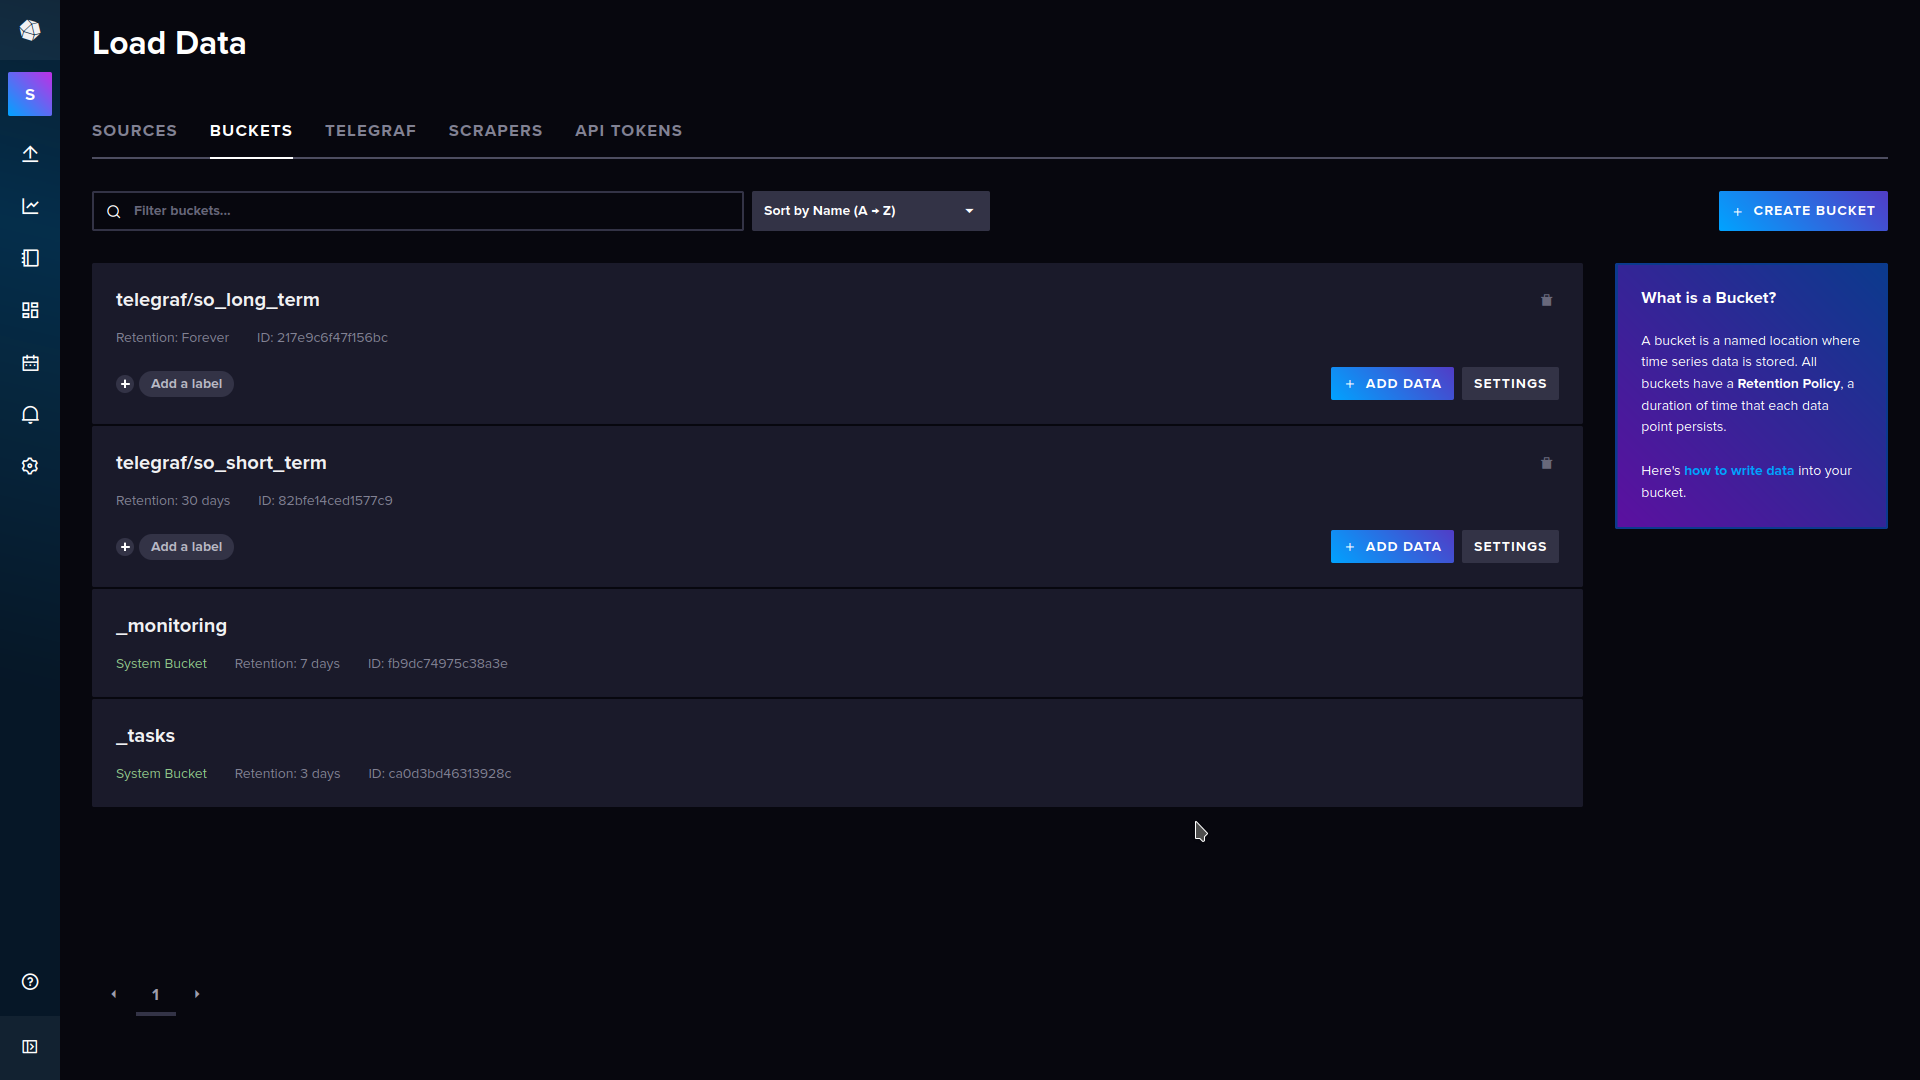 Load Data
S
SOURCES BUCKETS TELEGRAF SCRAPERS API TOKENS
Filter buckets...
Sort by Name (A → Z)
+ CREATE BUCKET
telegraf/so_long_term
Retention: Forever ID: 217e9c6f47f156bc
+ Add a label
+ ADD DATA SETTINGS
telegraf/so_short_term
Retention: 30 days ID: 82bfe14ced1577c9
+ Add a label
+ ADD DATA SETTINGS
_monitoring
System Bucket Retention: 7 days ID: fb9dc74975c38a3e
_tasks
System Bucket Retention: 3 days ID: ca0d3bd46313928c
What is a Bucket?
A bucket is a named location where
time series data is stored. All
buckets have a Retention Policy, a
duration of time that each data
point persists.
Here's how to write data into your
bucket.
1